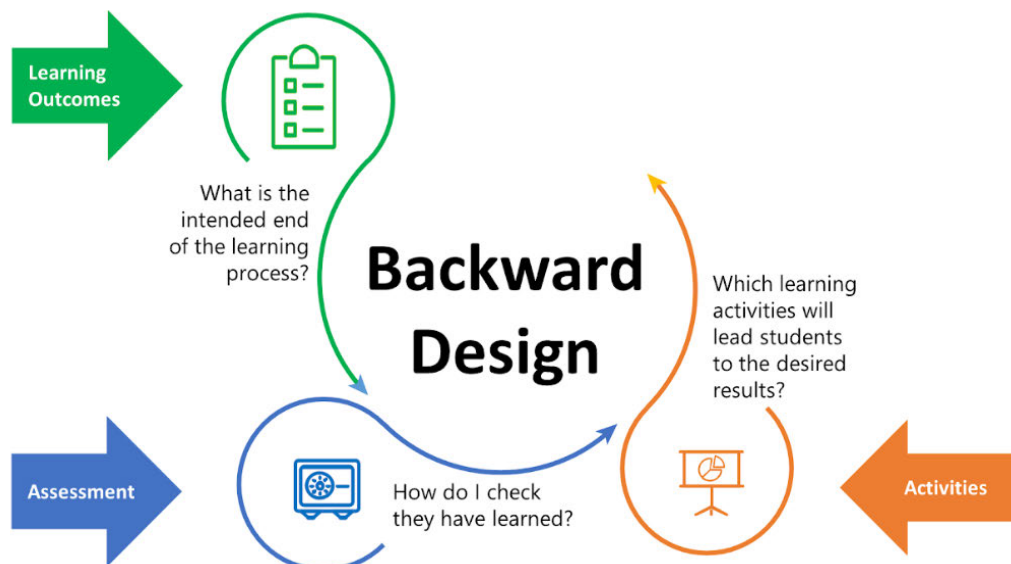 Learning
Outcomes
What is the
intended end
of the learning
process?
Backward
Design
Which learning
activities will
lead students
to the desired
results?
Assessment
How do I check
they have learned?
Activities